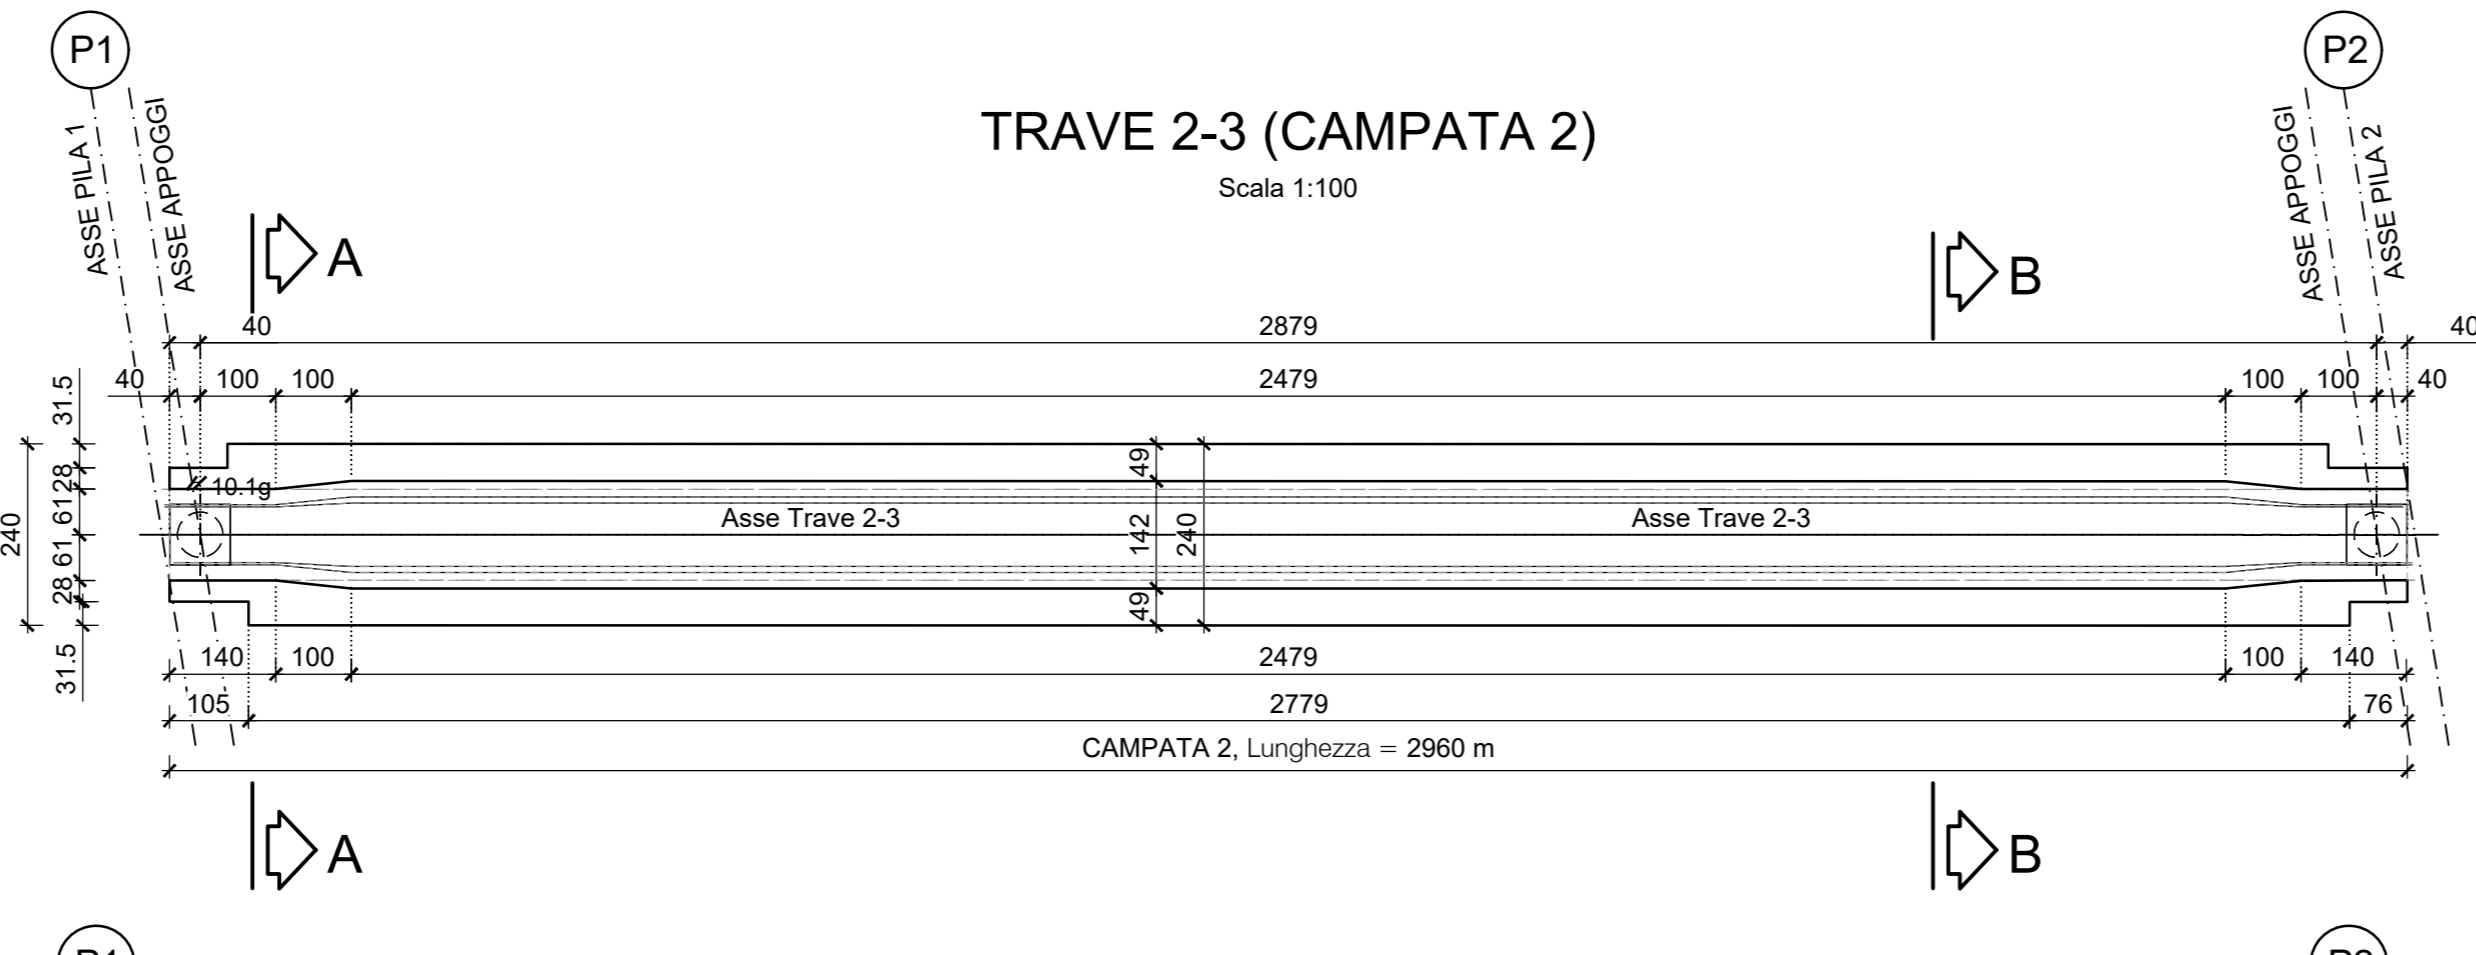 P1
P2
ASSE PILA 1
ASSE APPOGGI
TRAVE 2-3 (CAMPATA 2)
Scala 1:100
ASSE APPOGGI
ASSE PILA 2
A
B
40
2879
40
40
100
100
2479
100
100
40
31.5
28
61
61
28
31.5
240
10.1g
Asse Trave 2-3
Asse Trave 2-3
49
142
49
240
140
100
2479
100
140
105
2779
76
CAMPATA 2, Lunghezza = 2960 m
A
B
P1
P2